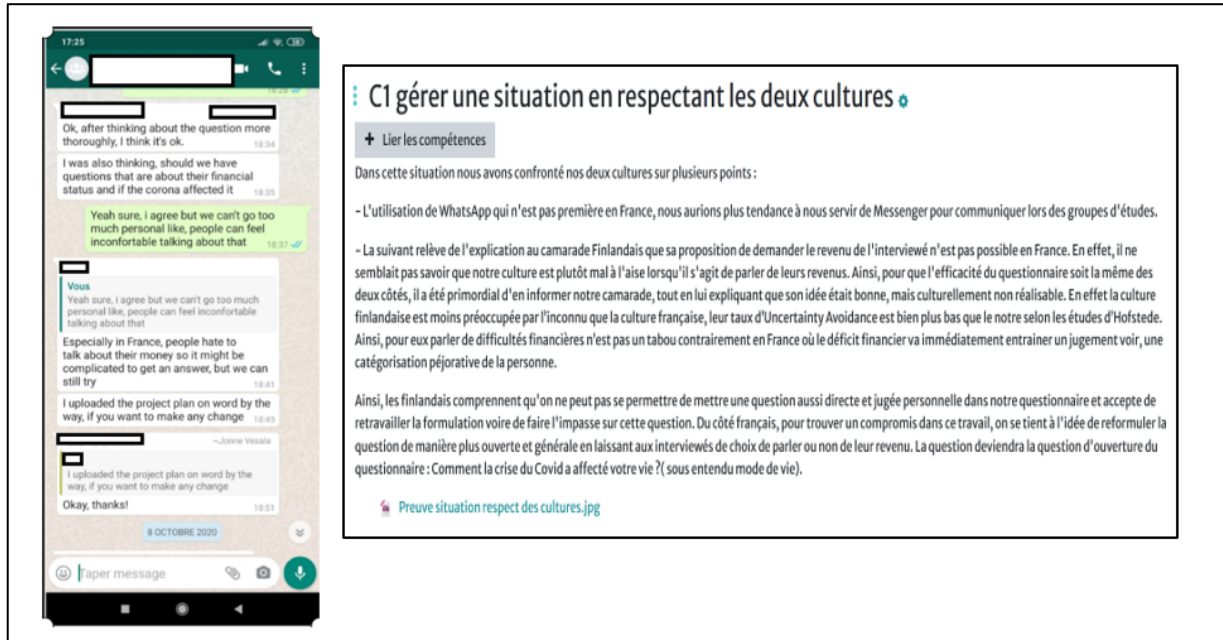 17:25
18:28
Ok, after thinking about the question more
thoroughly, I think it's ok.
18:34
I was also thinking, should we have
questions that are about their financial
status and if the corona affected it
18:35
Yeah sure, i agree but we can't go too
much personal like, people can feel
inconfortable talking about that
18:37
Vous
Yeah sure, i agree but we can't go too much
personal like, people can feel inconfortable
talking about that
Especially in France, people hate to
talk about their money so it might be
complicated to get an answer, but we can
still try
18:41
I uploaded the project plan on word by the
way, if you want to make any change
18:45
~Jonne Vesala
I uploaded the project plan on word by the
way, if you want to make any change
Okay, thanks!
18:51
8 OCTOBRE 2020
Taper message
C1 gérer une situation en respectant les deux cultures
+ Lier les compétences
Dans cette situation nous avons confronté nos deux cultures sur plusieurs points :
– L'utilisation de WhatsApp qui n'est pas première en France, nous aurions plus tendance à nous servir de Messenger pour communiquer lors des groupes d'études.
– La suivant relève de l'explication au camarade Finlandais que sa proposition de demander le revenu de l'interviewé n'est pas possible en France. En effet, il ne
semblait pas savoir que notre culture est plutôt mal à l'aise lorsqu'il s'agit de parler de leurs revenus. Ainsi, pour que l'efficacité du questionnaire soit la même des
deux côtés, il a été primordial d'en informer notre camarade, tout en lui expliquant que son idée était bonne, mais culturellement non réalisable. En effet la culture
finlandaise est moins préoccupée par l'inconnu que la culture française, leur taux d'Uncertainty Avoidance est bien plus bas que le notre selon les études d'Hofstede.
Ainsi, pour eux parler de difficultés financières n'est pas un tabou contrairement en France où le déficit financier va immédiatement entrainer un jugement voir, une
catégorisation péjorative de la personne.
Ainsi, les finlandais comprennent qu'on ne peut pas se permettre de mettre une question aussi directe et jugée personnelle dans notre questionnaire et accepte de
retravailler la formulation voire de faire l'impasse sur cette question. Du côté français, pour trouver un compromis dans ce travail, on se tient à l'idée de reformuler la
question de manière plus ouverte et générale en laissant aux interviewés de choix de parler ou non de leur revenu. La question deviendra la question d'ouverture du
questionnaire : Comment la crise du Covid a affecté votre vie ?( sous entendu mode de vie).
Preuve situation respect des cultures.jpg